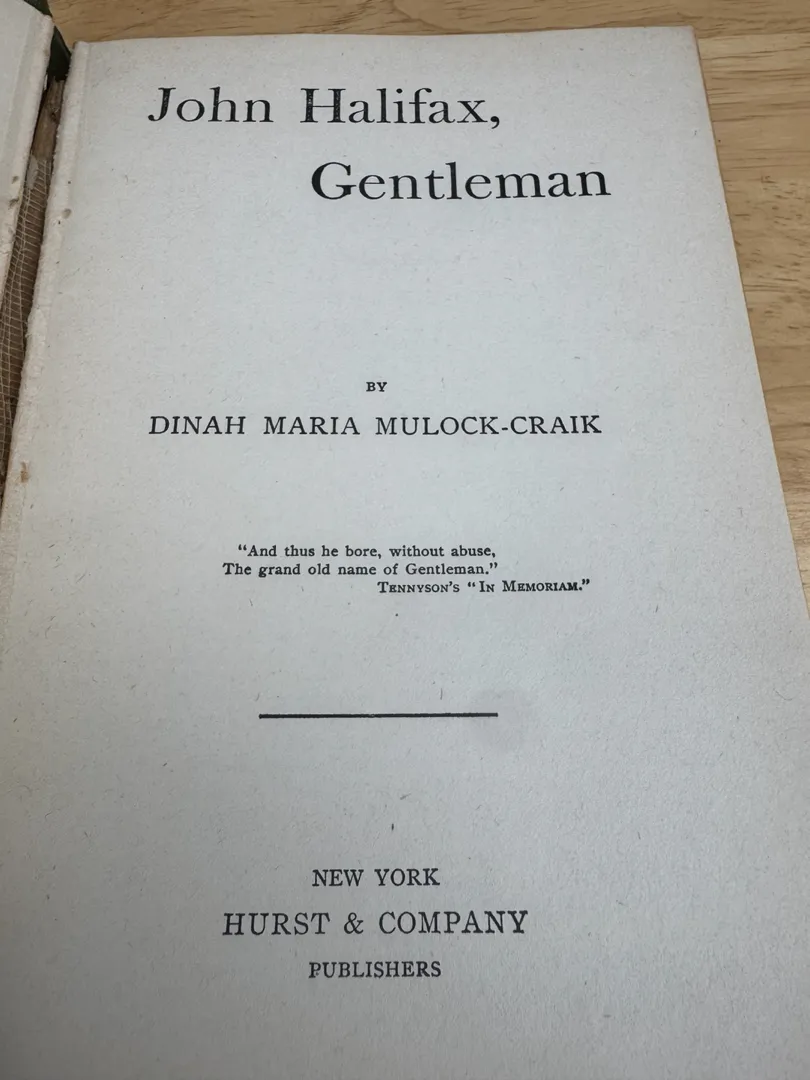 John Halifax,
Gentleman
BY
DINAH MARIA MULOCK-CRAIK
“And thus he bore, without abuse,
The grand old name of Gentleman.”
TENNYSON'S “IN MEMORIAM.”
NEW YORK
HURST & COMPANY
PUBLISHERS